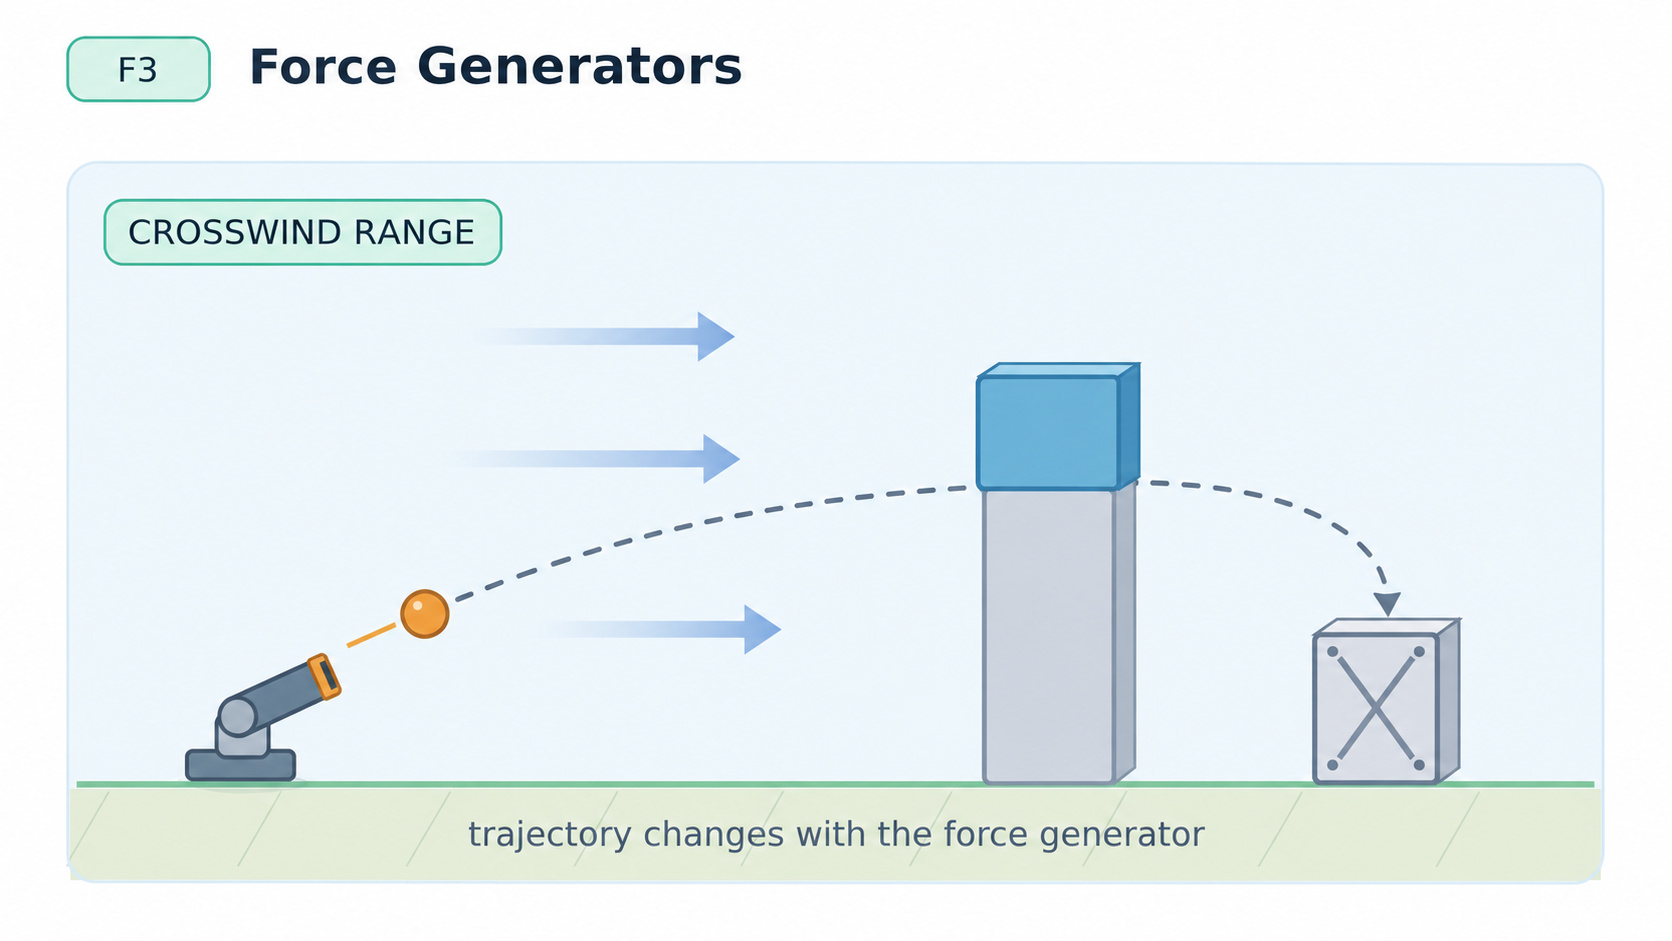 F3
Force Generators
CROSSWIND RANGE
trajectory changes with the force generator